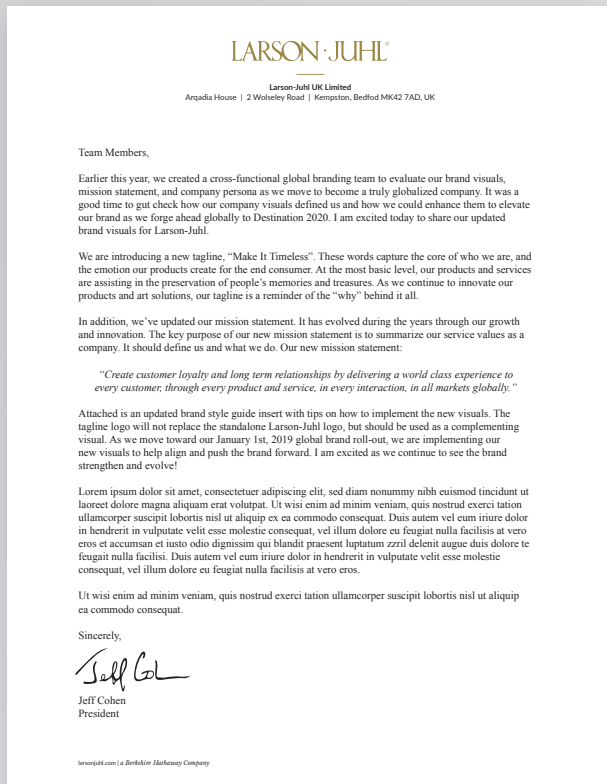 LARSON·JUHL®
Larson-Juhl UK Limited
Arqadia House | 2 Wolseley Road | Kempston, Bedfod MK42 7AD, UK
Team Members,
Earlier this year, we created a cross-functional global branding team to evaluate our brand visuals,
mission statement, and company persona as we move to become a truly globalized company. It was a
good time to gut check how our company visuals defined us and how we could enhance them to elevate
our brand as we forge ahead globally to Destination 2020. I am excited today to share our updated
brand visuals for Larson-Juhl.
We are introducing a new tagline, “Make It Timeless”. These words capture the core of who we are, and
the emotion our products create for the end consumer. At the most basic level, our products and services
are assisting in the preservation of people’s memories and treasures. As we continue to innovate our
products and art solutions, our tagline is a reminder of the “why” behind it all.
In addition, we’ve updated our mission statement. It has evolved during the years through our growth
and innovation. The key purpose of our new mission statement is to summarize our service values as a
company. It should define us and what we do. Our new mission statement:
“Create customer loyalty and long term relationships by delivering a world class experience to
every customer, through every product and service, in every interaction, in all markets globally.”
Attached is an updated brand style guide insert with tips on how to implement the new visuals. The
tagline logo will not replace the standalone Larson-Juhl logo, but should be used as a complementing
visual. As we move toward our January 1st, 2019 global brand roll-out, we are implementing our
new visuals to help align and push the brand forward. I am excited as we continue to see the brand
strengthen and evolve!
Lorem ipsum dolor sit amet, consectetuer adipiscing elit, sed diam nonummy nibh euismod tincidunt ut
laoreet dolore magna aliquam erat volutpat. Ut wisi enim ad minim veniam, quis nostrud exerci tation
ullamcorper suscipit lobortis nisl ut aliquip ex ea commodo consequat. Duis autem vel eum iriure dolor
in hendrerit in vulputate velit esse molestie consequat, vel illum dolore eu feugiat nulla facilisis at vero
eros et accumsan et iusto odio dignissim qui blandit praesent luptatum zzril delenit augue duis dolore te
feugait nulla facilisi. Duis autem vel eum iriure dolor in hendrerit in vulputate velit esse molestie
consequat, vel illum dolore eu feugiat nulla facilisis at vero eros.
Ut wisi enim ad minim veniam, quis nostrud exerci tation ullamcorper suscipit lobortis nisl ut aliquip
ea commodo consequat.
Sincerely,
Jeff Coh
Jeff Cohen
President
larsonjuhl.com | a Berkshire Hathaway Company